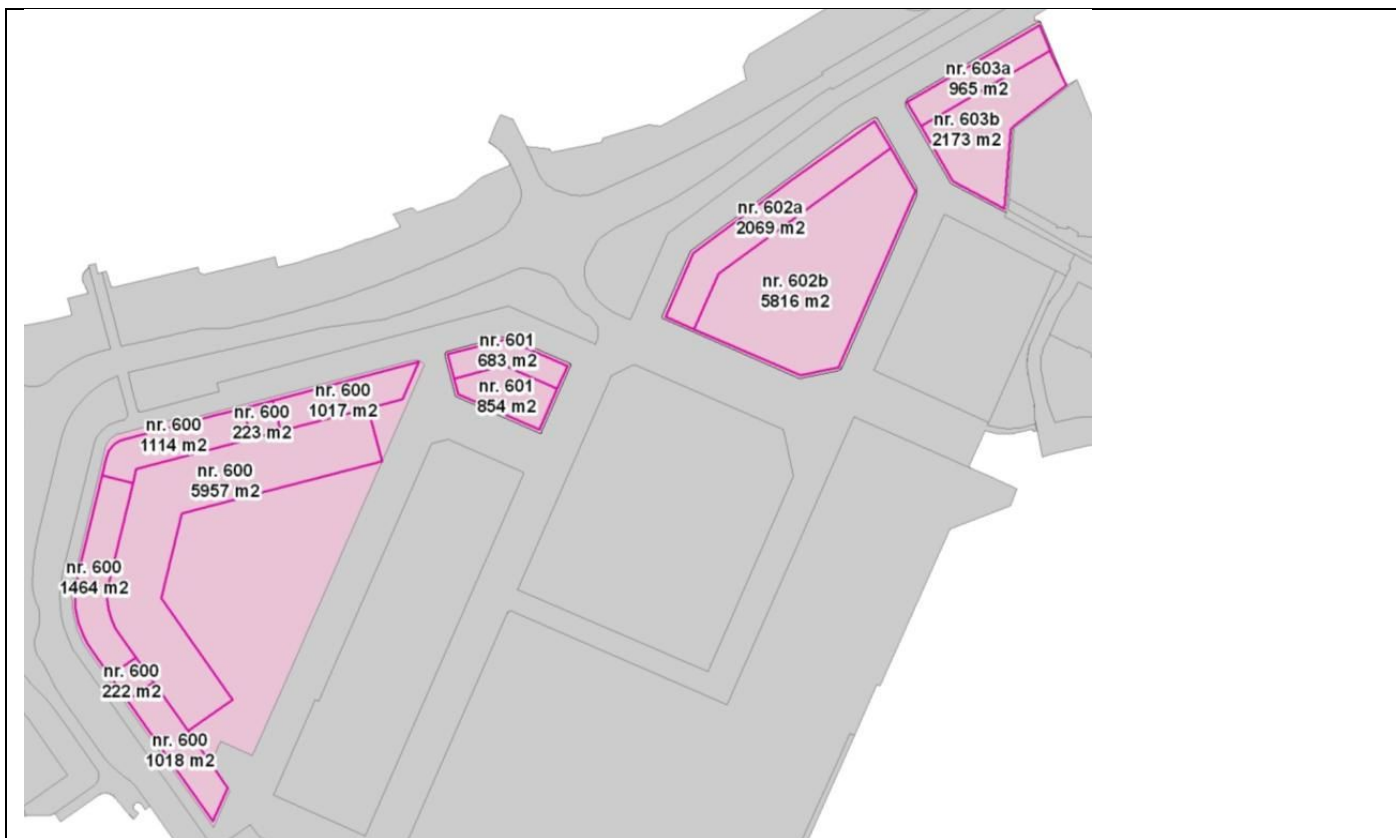 nr. 603a
965 m2
nr. 603b
2173 m2
nr. 602a
2069 m2
nr. 602b
5816 m2
nr. 601
683 m2
nr. 601
854 m2
nr. 600
1017 m2
nr. 600
223 m2
nr. 600
1114 m2
nr. 600
5957 m2
nr. 600
1464 m2
nr. 600
222 m2
nr. 600
1018 m2